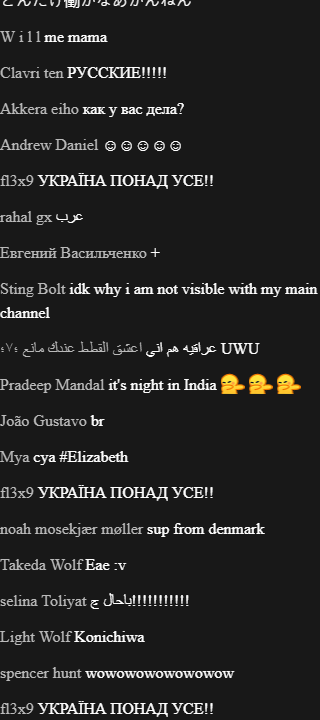 W i l l me mama
Clavri ten РУССКИЕ!!!!!
Akkera eiho как у вас дела?
Andrew Daniel ☺☺☺☺☺
fl3x9 УКРАЇНА ПОНАД УСЕ!!
rahal gx عرب
Евгений Васильченко +
Sting Bolt idk why i am not visible with my main
channel
عراقيه هم اني اعشق القطط عندك مانع ؛٧؛ UWU
Pradeep Mandal it's night in India
João Gustavo br
Mya cya #Elizabeth
fl3x9 УКРАЇНА ПОНАД УСЕ!!
noah mosekjær møller sup from denmark
Takeda Wolf Eae :v
selina Toliyat باحال ج!!!!!!!!!!!
Light Wolf Konichiwa
spencer hunt wowowowowowowow
fl3x9 УКРАЇНА ПОНАД УСЕ!!